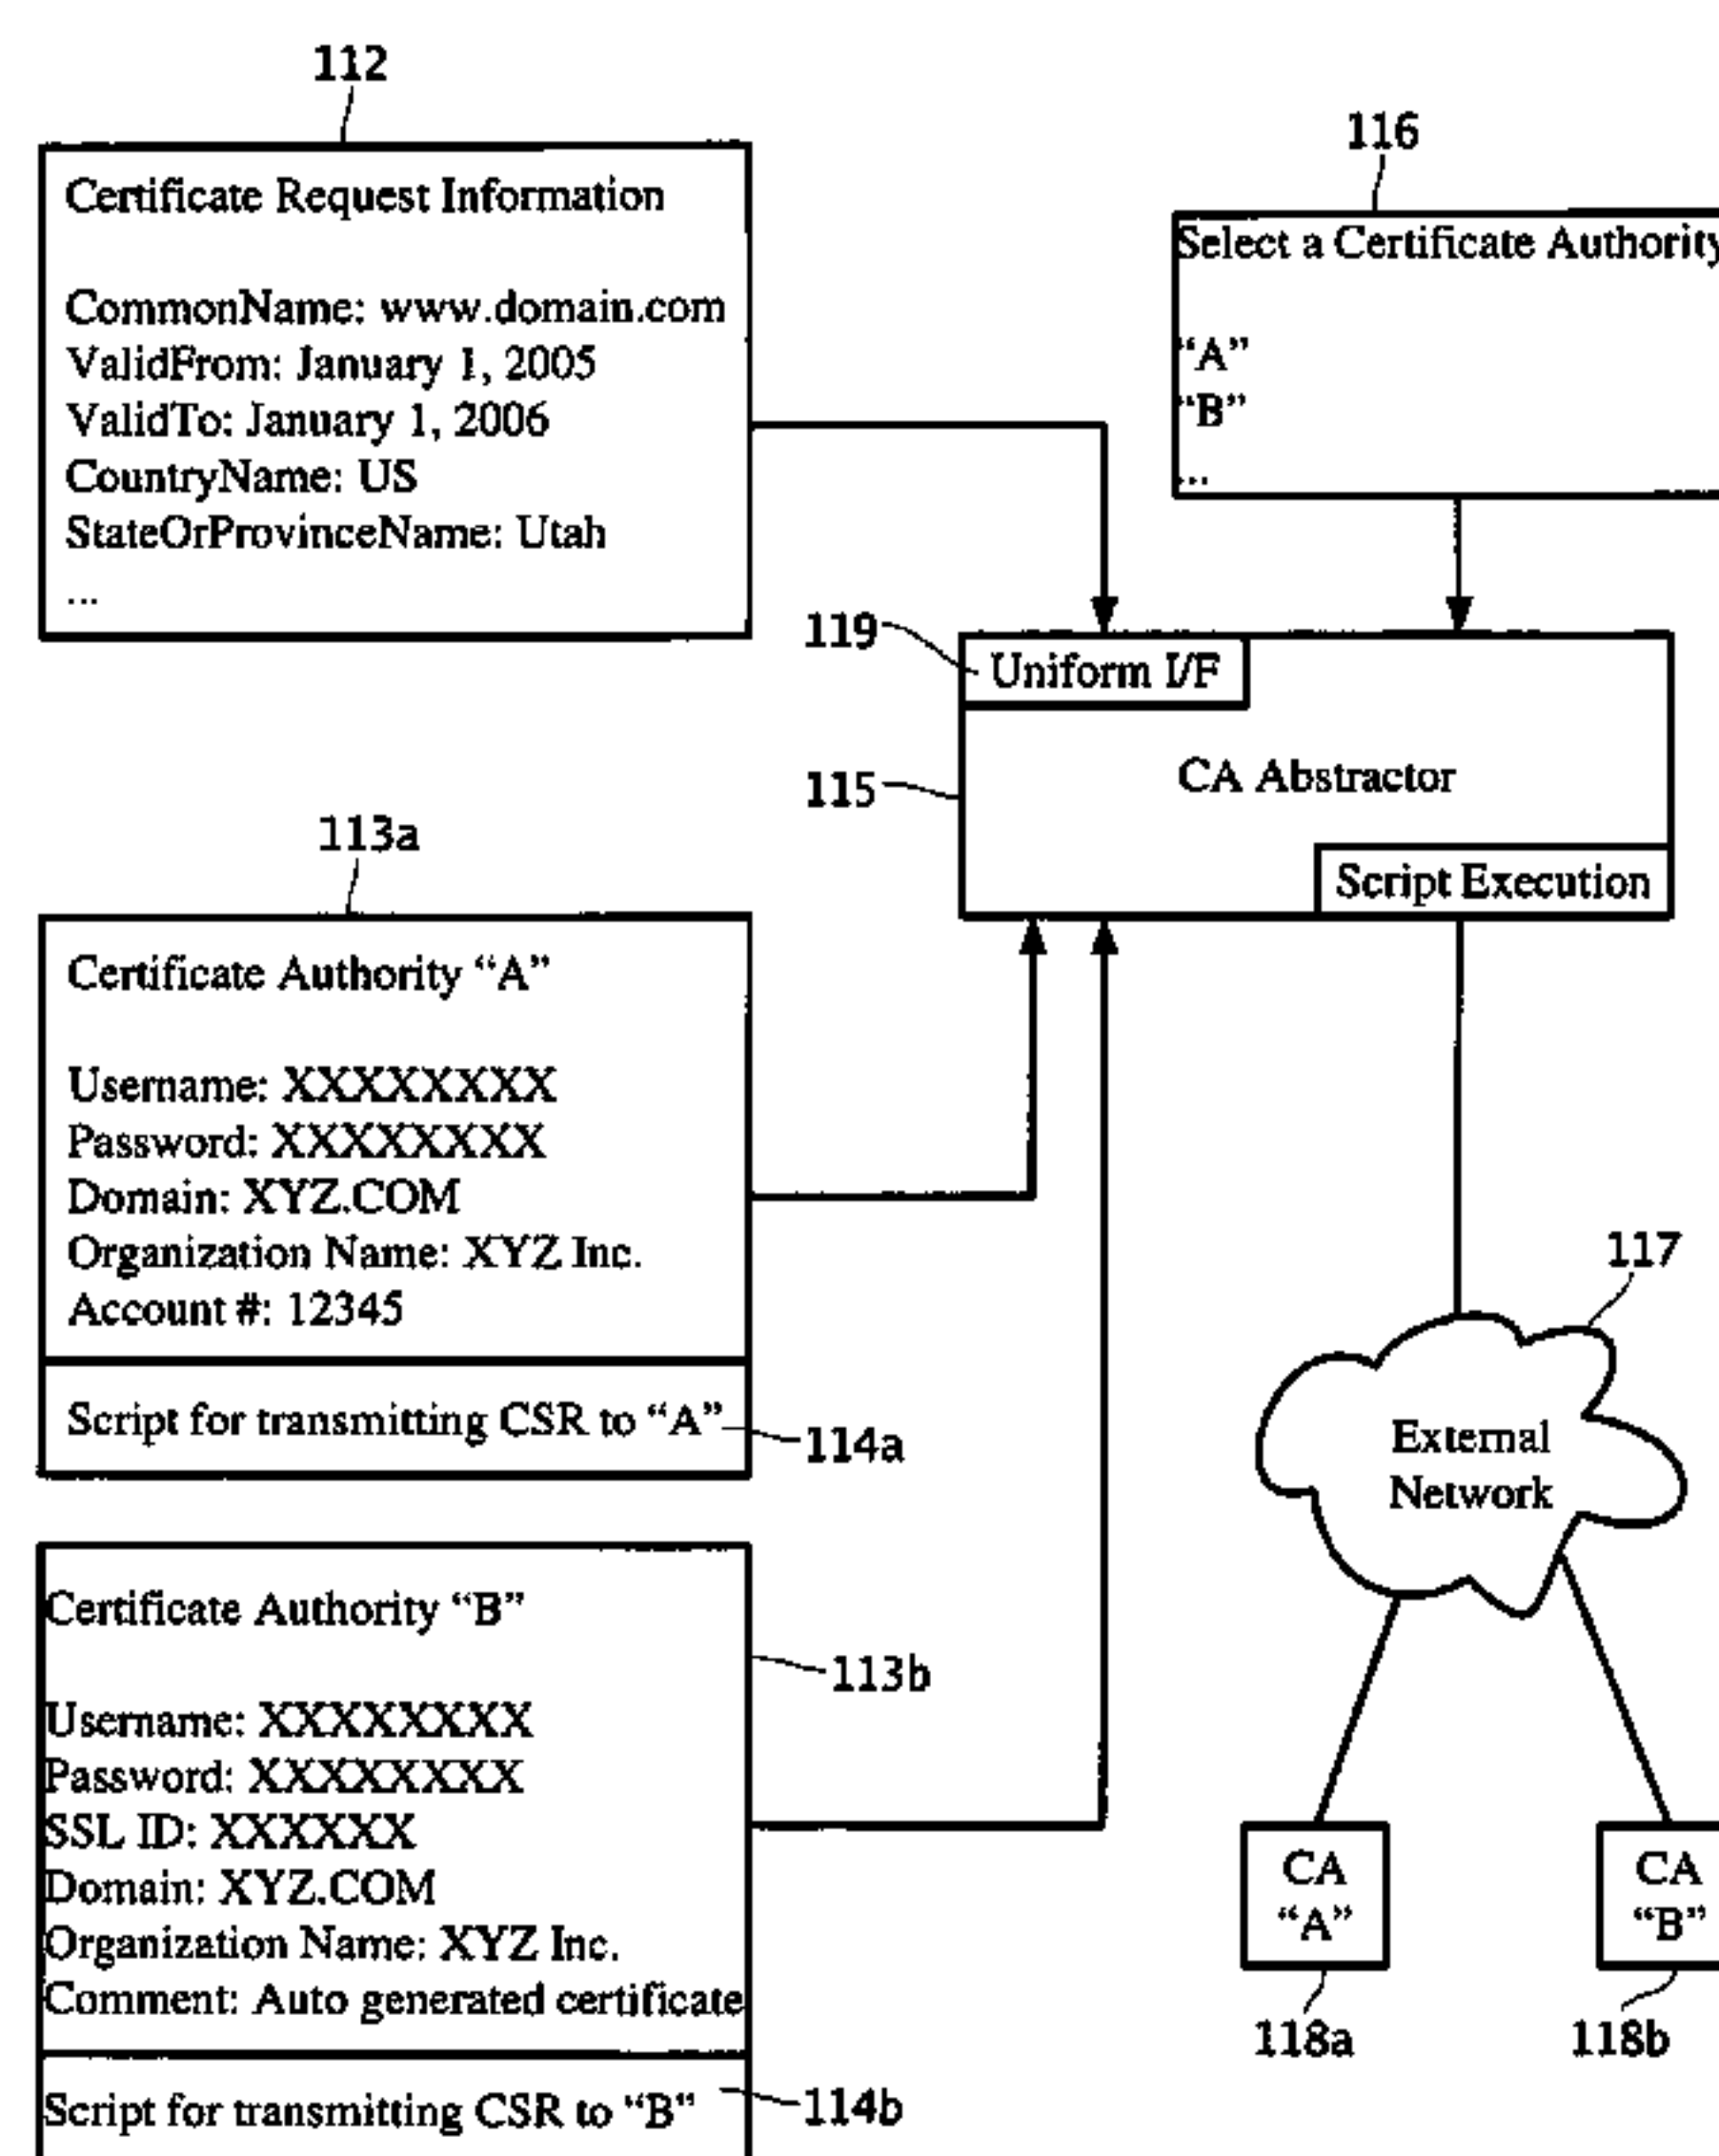 112
Certificate Request Information
CommonName: www.domain.com
ValidFrom: January 1, 2005
ValidTo: January 1, 2006
CountryName: US
StateOrProvinceName: Utah
...
116
Select a Certificate Authority
“A”
“B”
...
119
Uniform I/F
115
CA Abstractor
Script Execution
113a
Certificate Authority “A”
Username: XXXXXXXX
Password: XXXXXXXX
Domain: XYZ.COM
Organization Name: XYZ Inc.
Account #: 12345
Script for transmitting CSR to “A”
114a
117
External
Network
Certificate Authority “B”
113b
Username: XXXXXXXX
Password: XXXXXXXX
SSL ID: XXXXXX
Domain: XYZ.COM
Organization Name: XYZ Inc.
Comment: Auto generated certificate
Script for transmitting CSR to “B”
114b
CA
“A”
118a
CA
“B”
118b